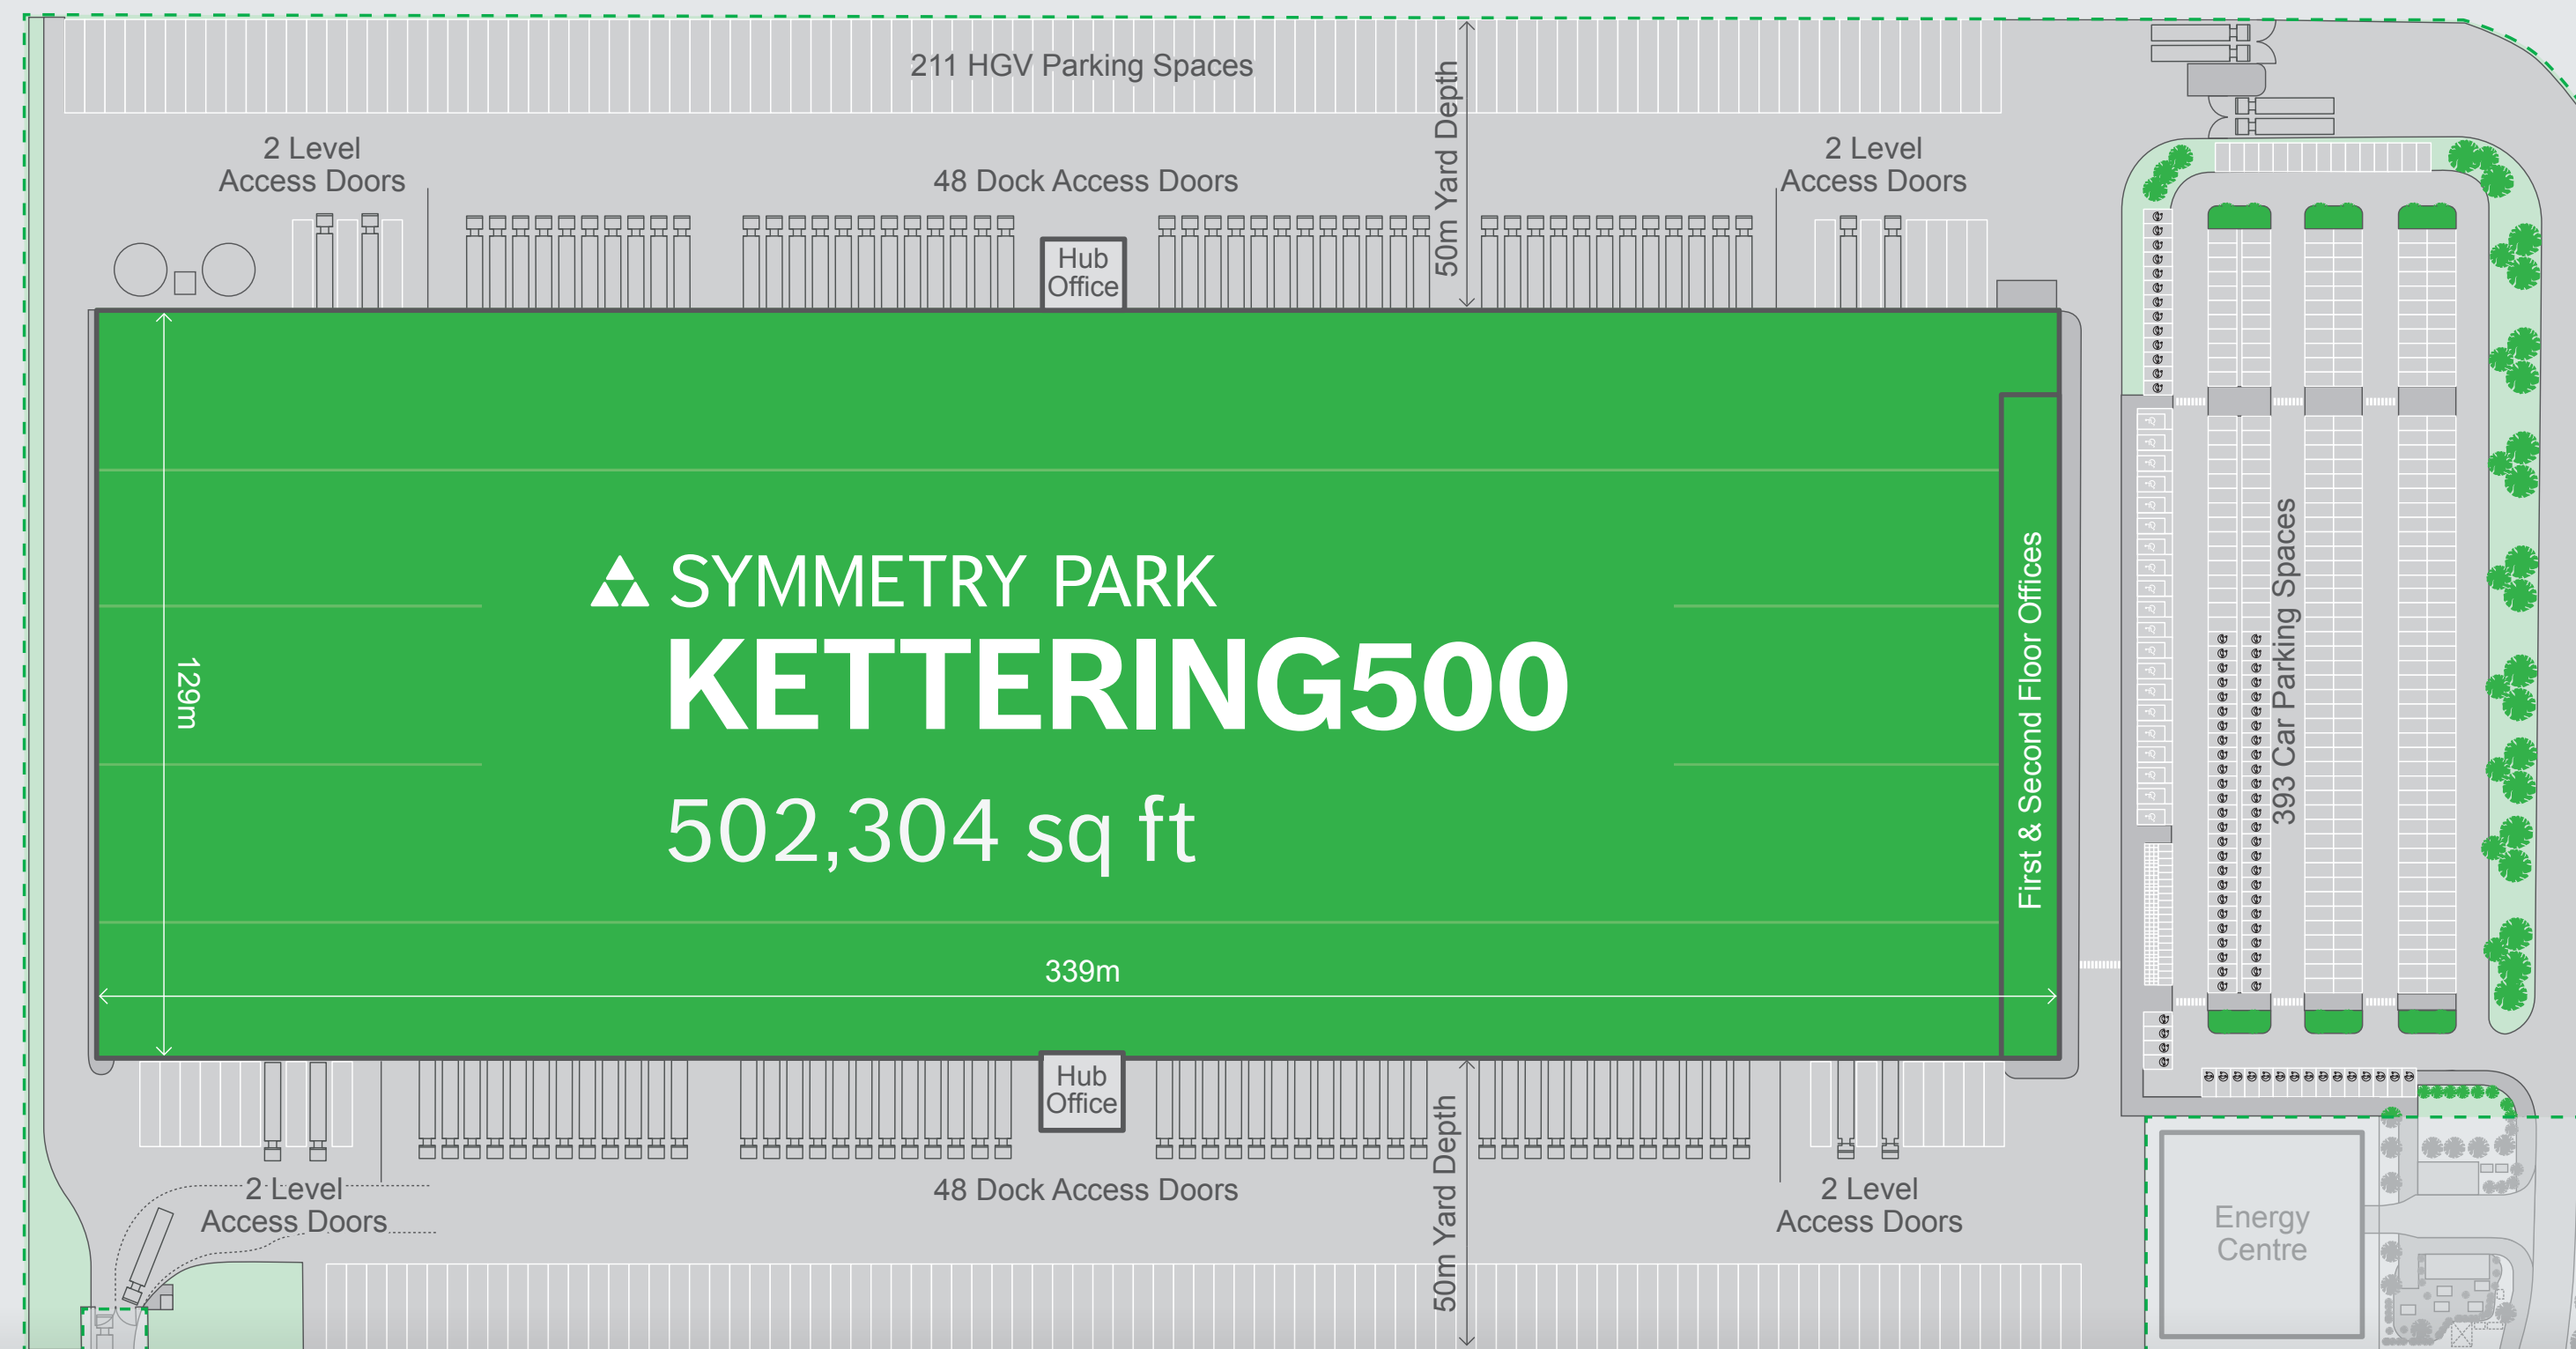 211 HGV Parking Spaces
2 Level
Access Doors
48 Dock Access Doors
50m Yard Depth
2 Level
Access Doors
Hub
Office
SYMMETRY PARK
KETTERING500
502,304 sq ft
129m
339m
First & Second Floor Offices
393 Car Parking Spaces
Hub
Office
2 Level
Access Doors
48 Dock Access Doors
50m Yard Depth
2 Level
Access Doors
Energy
Centre